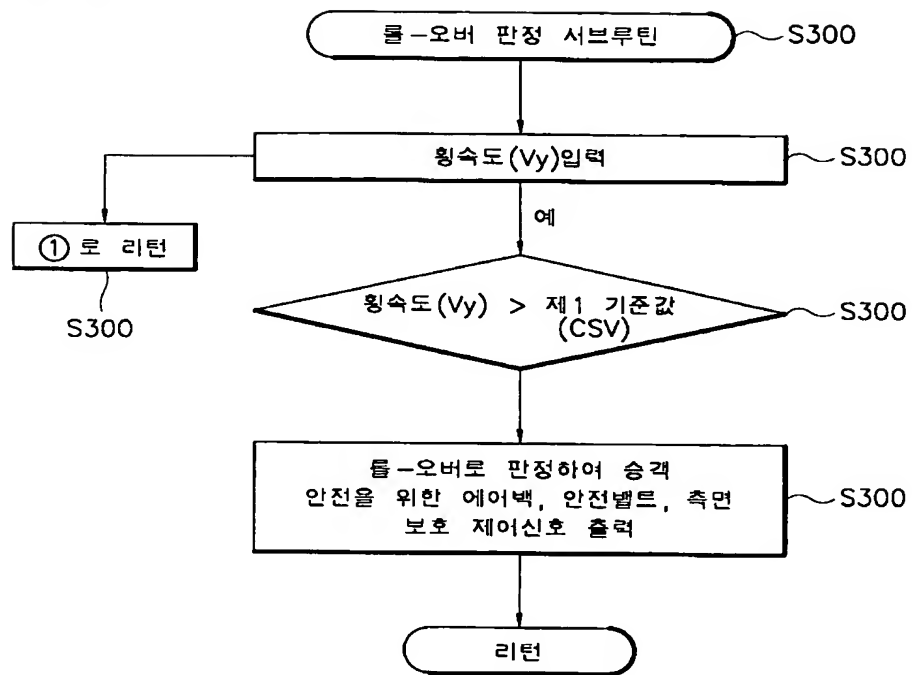 롤-오버 판정 서브루틴
S300
횡속도(Vy)입력
S300
예
① 로 리턴
S300
횡속도(Vy) > 제1 기준값
(CSV)
S300
롤-오버로 판정하여 승객
안전을 위한 에어백, 안전밸트, 측면
보호 제어신호 출력
S300
리턴